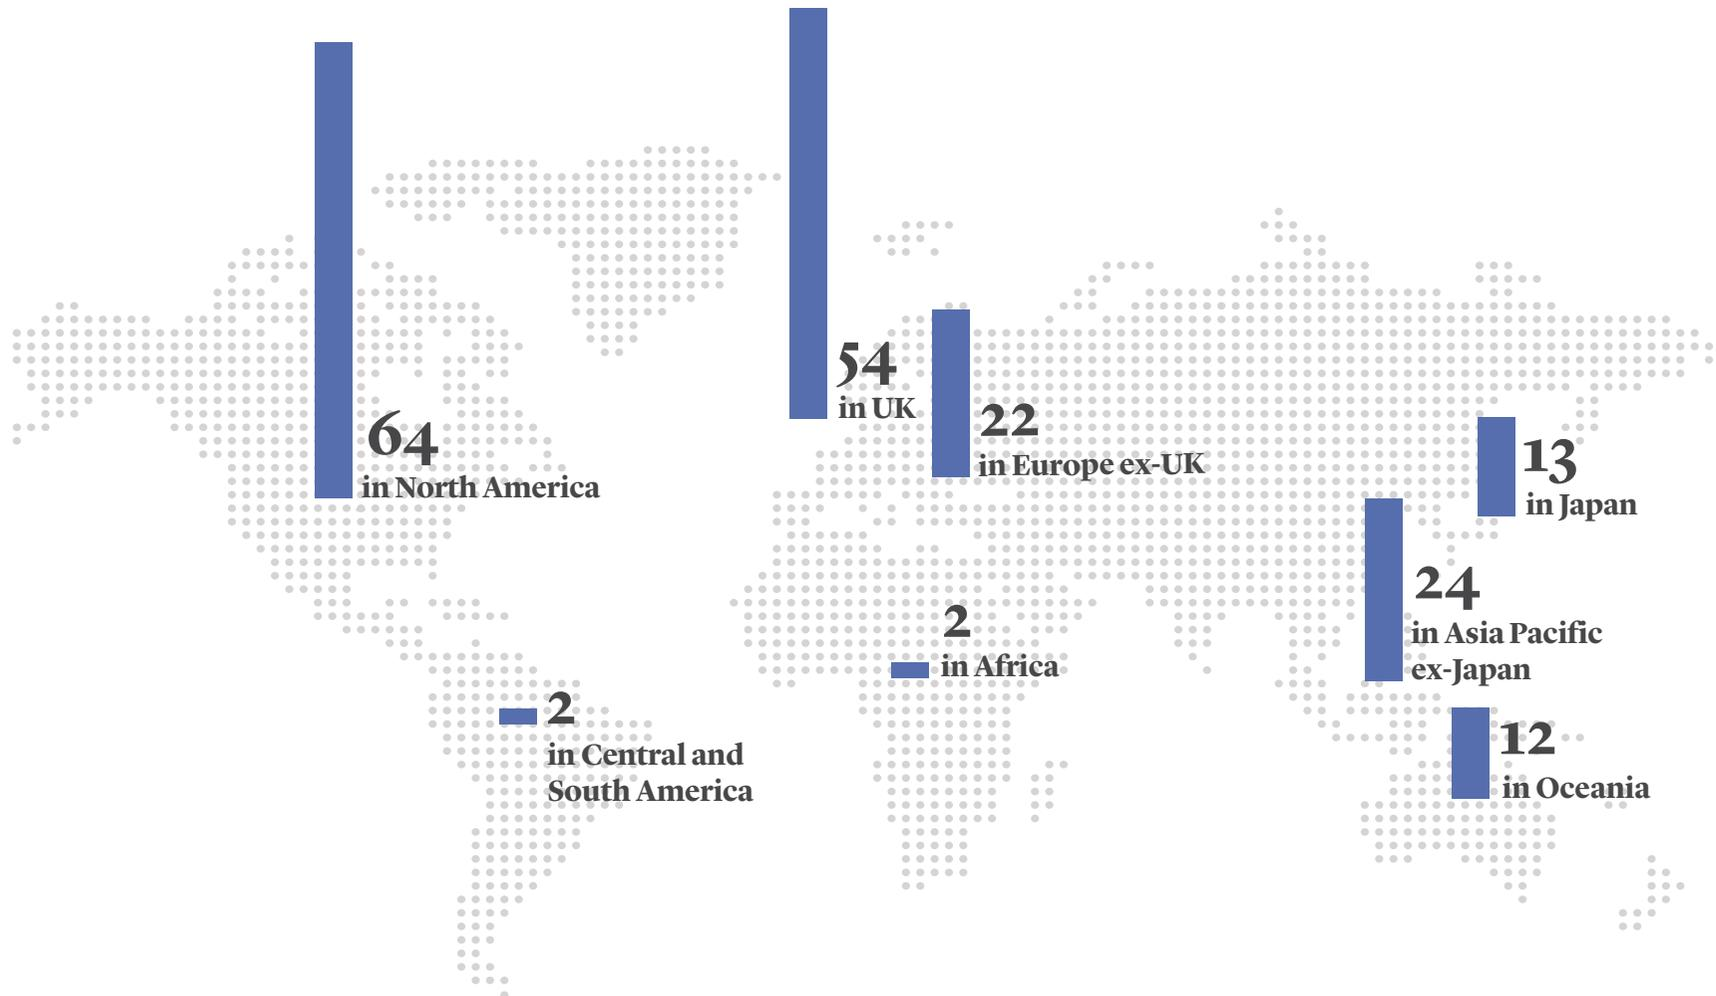 54
in UK
64
in North America
22
in Europe ex-UK
13
in Japan
24
in Asia Pacific
ex-Japan
2
in Africa
2
in Central and
South America
12
in Oceania